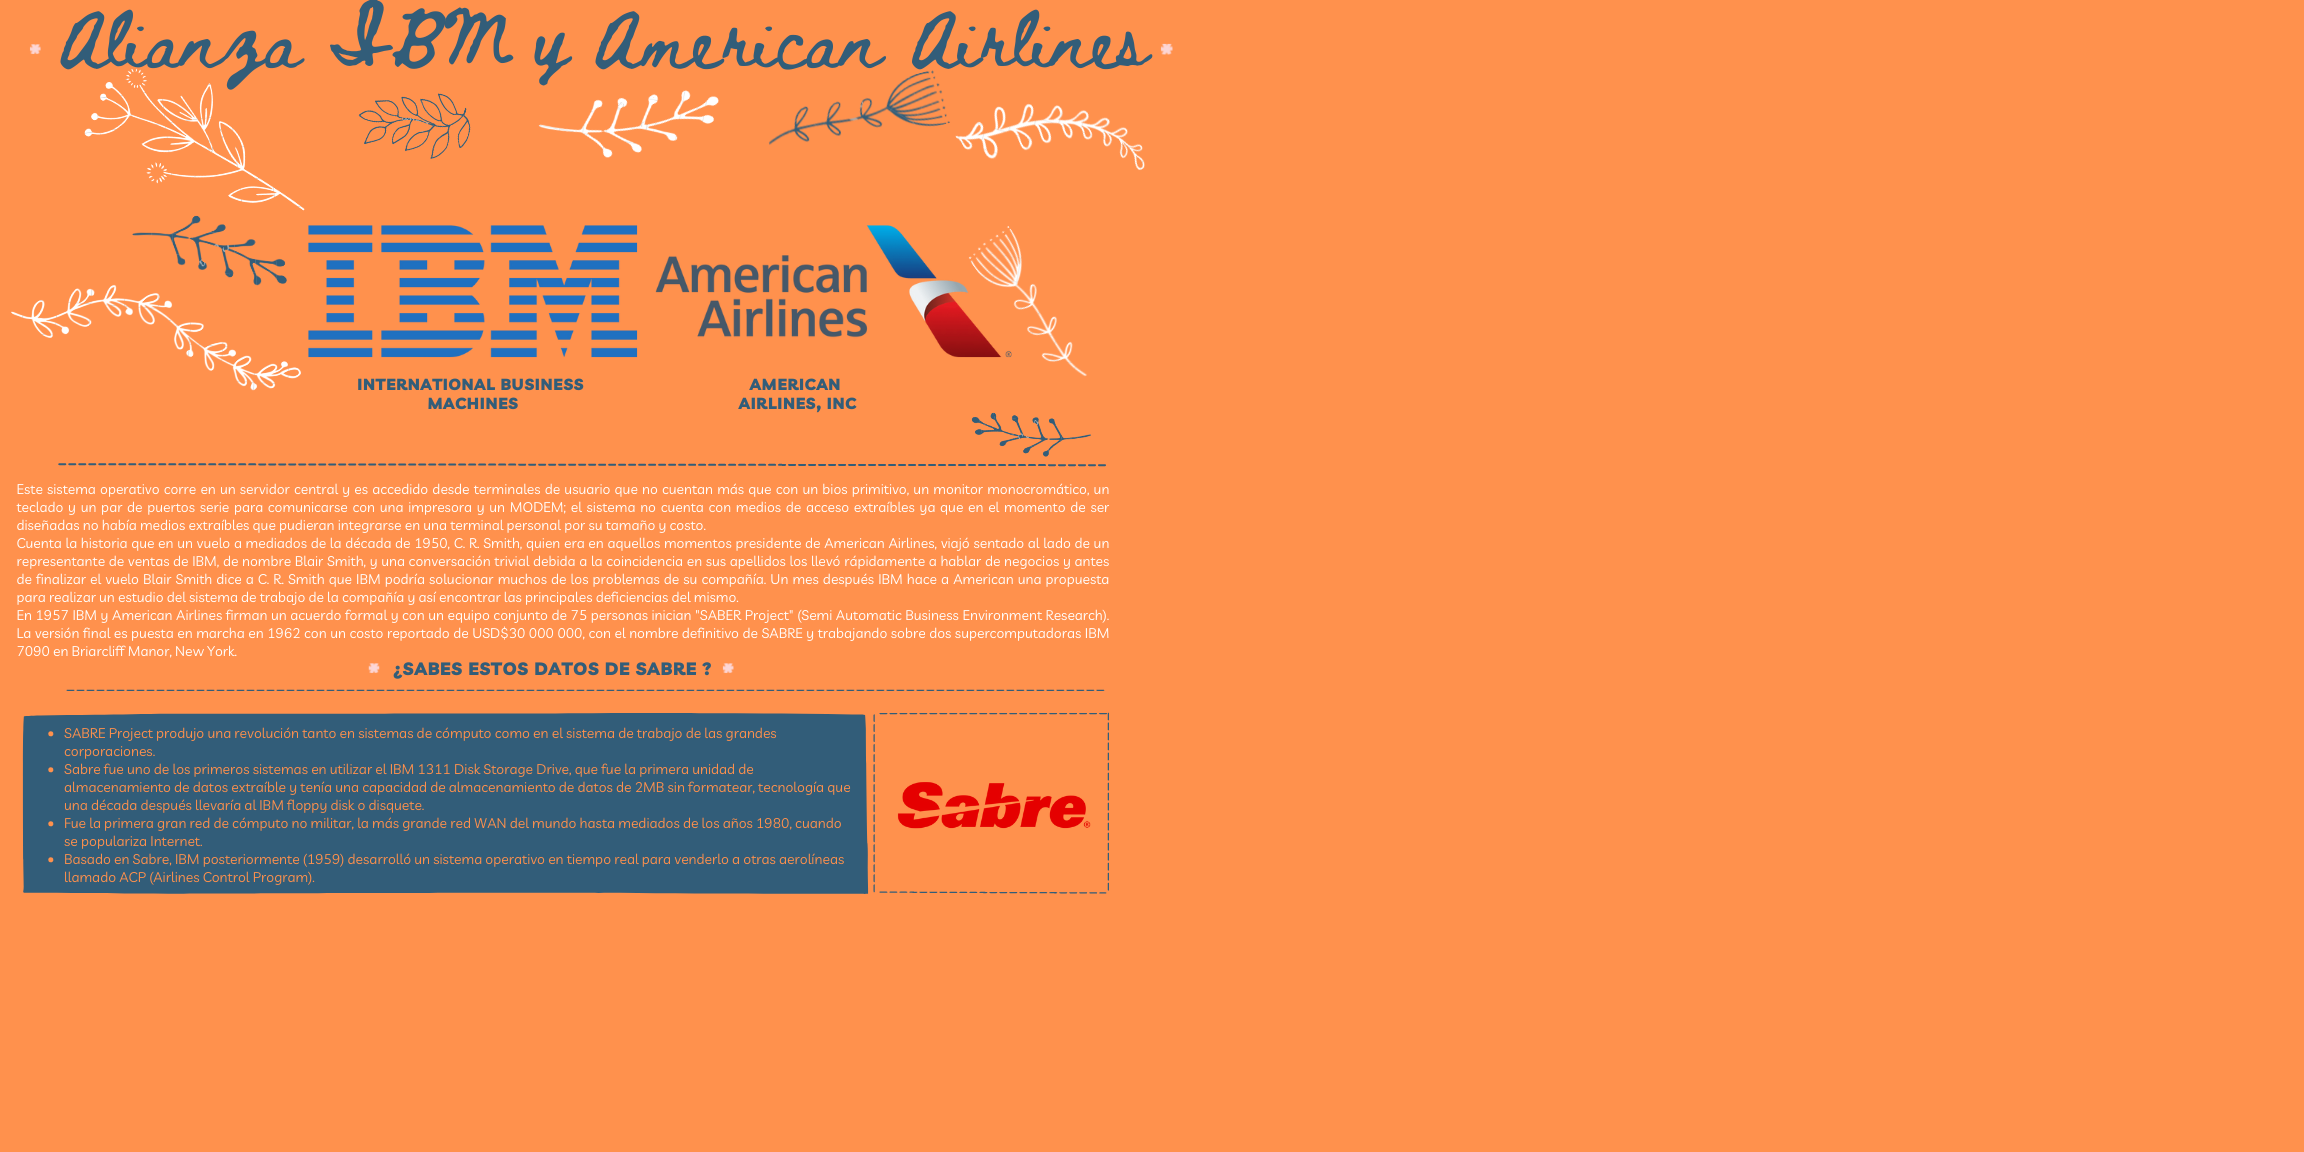 Alianza IBM y American Airlines
IBM
American
Airlines
®
INTERNATIONAL BUSINESS
MACHINES
AMERICAN
AIRLINES, INC
Este sistema operativo corre en un servidor central y es accedido desde terminales de usuario que no cuentan más que con un bios primitivo, un monitor monocromático, un
teclado y un par de puertos serie para comunicarse con una impresora y un MODEM; el sistema no cuenta con medios de acceso extraíbles ya que en el momento de ser
diseñadas no había medios extraíbles que pudieran integrarse en una terminal personal por su tamaño y costo.
Cuenta la historia que en un vuelo a mediados de la década de 1950, C. R. Smith, quien era en aquellos momentos presidente de American Airlines, viajó sentado al lado de un
representante de ventas de IBM, de nombre Blair Smith, y una conversación trivial debida a la coincidencia en sus apellidos los llevó rápidamente a hablar de negocios y antes
de finalizar el vuelo Blair Smith dice a C. R. Smith que IBM podría solucionar muchos de los problemas de su compañía. Un mes después IBM hace a American una propuesta
para realizar un estudio del sistema de trabajo de la compañía y así encontrar las principales deficiencias del mismo.
En 1957 IBM y American Airlines firman un acuerdo formal y con un equipo conjunto de 75 personas inician "SABER Project" (Semi Automatic Business Environment Research).
La versión final es puesta en marcha en 1962 con un costo reportado de USD$30 000 000, con el nombre definitivo de SABRE y trabajando sobre dos supercomputadoras IBM
7090 en Briarcliff Manor, New York.
¿SABES ESTOS DATOS DE SABRE ?
• SABRE Project produjo una revolución tanto en sistemas de cómputo como en el sistema de trabajo de las grandes
corporaciones.
• Sabre fue uno de los primeros sistemas en utilizar el IBM 1311 Disk Storage Drive, que fue la primera unidad de
almacenamiento de datos extraíble y tenía una capacidad de almacenamiento de datos de 2MB sin formatear, tecnología que
una década después llevaría al IBM floppy disk o disquete.
• Fue la primera gran red de cómputo no militar, la más grande red WAN del mundo hasta mediados de los años 1980, cuando
se populariza Internet.
• Basado en Sabre, IBM posteriormente (1959) desarrolló un sistema operativo en tiempo real para venderlo a otras aerolíneas
llamado ACP (Airlines Control Program).
Sabre®